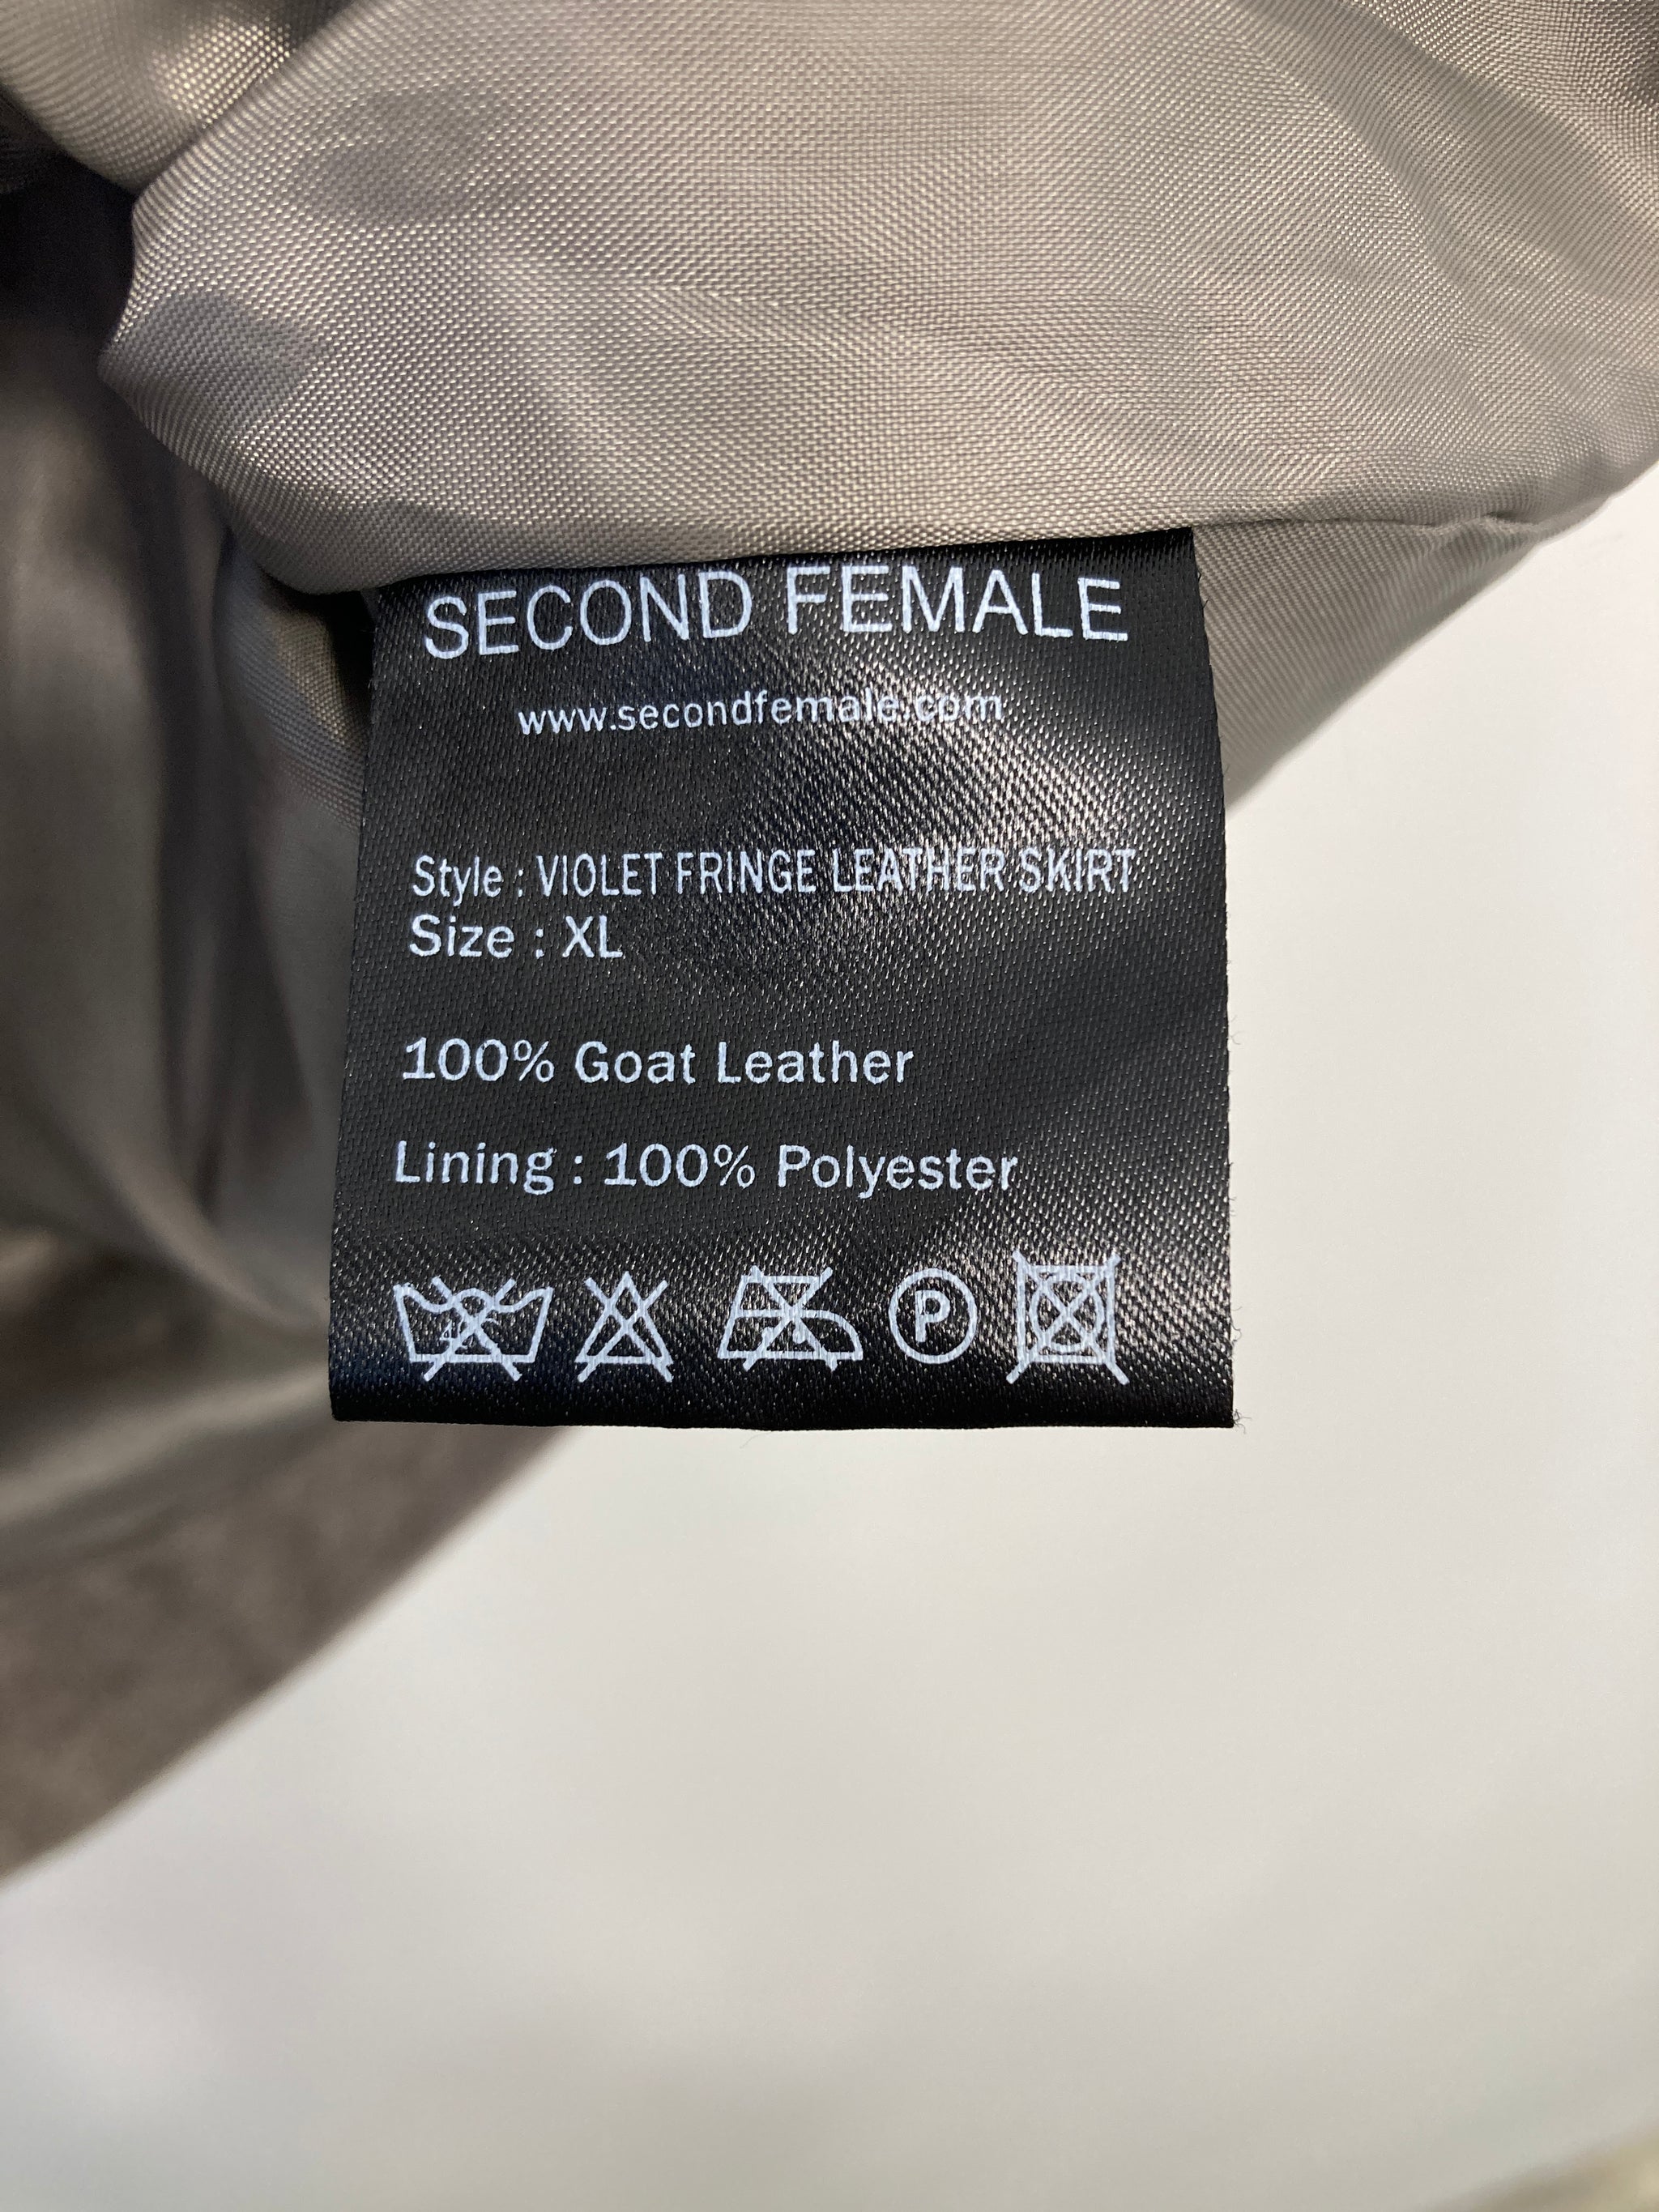 SECOND FEMALE
www.secondfemale.com
Style : VIOLET FRINGE LEATHER SKIRT
Size : XL
100% Goat Leather
Lining : 100% Polyester
P